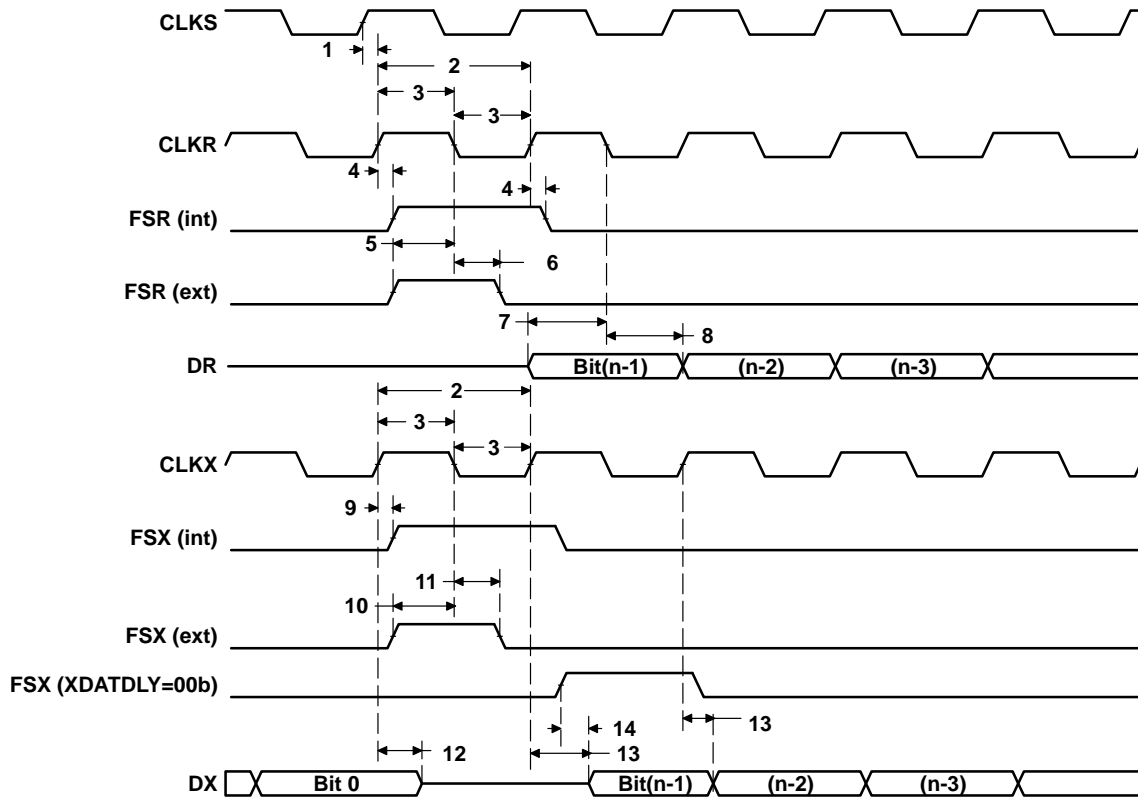 CLKS
1
2
3
3
CLKR
4
4
FSR (int)
5
6
FSR (ext)
7
8
DR Bit(n-1) (n-2) (n-3)
2
3
3
CLKX
9
FSX (int)
11
10
FSX (ext)
FSX (XDATDLY=00b)
14
13
12
13
DX Bit 0 Bit(n-1) (n-2) (n-3)